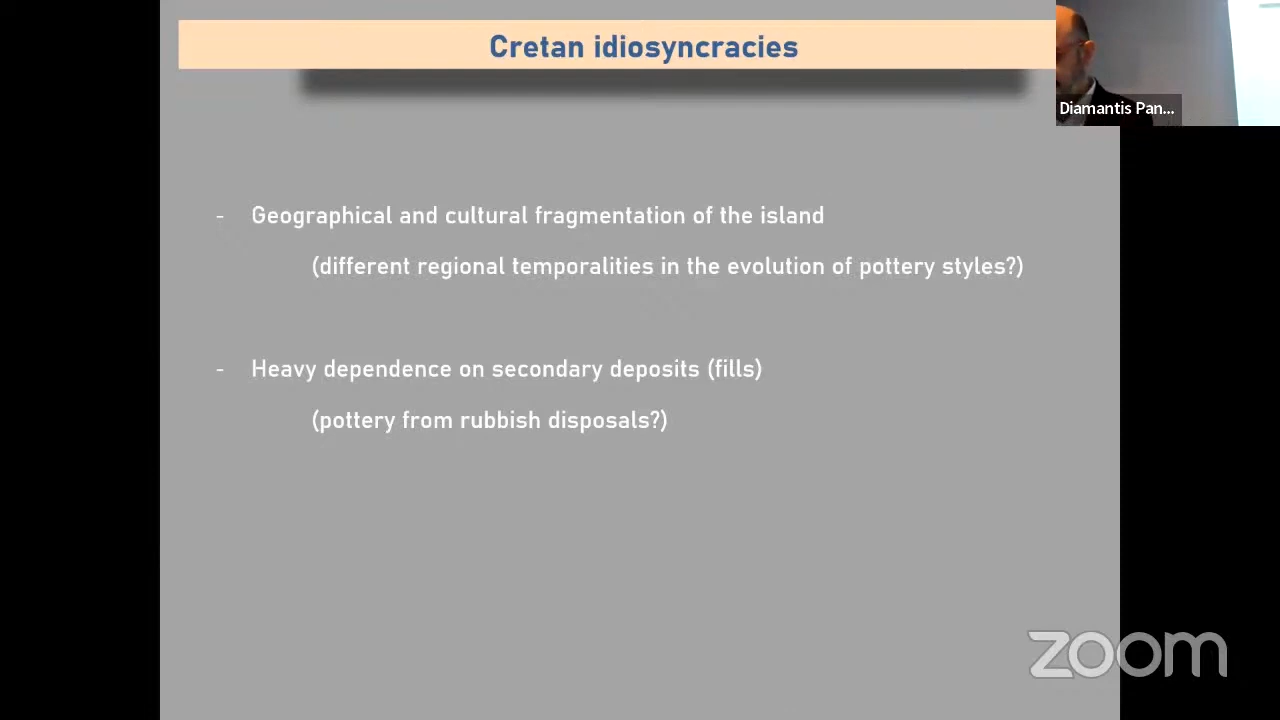 Cretan idiosyncracies
Diamantis Pan...
- Geographical and cultural fragmentation of the island
(different regional temporalities in the evolution of pottery styles?)
- Heavy dependence on secondary deposits (fills)
(pottery from rubbish disposals?)
zoom